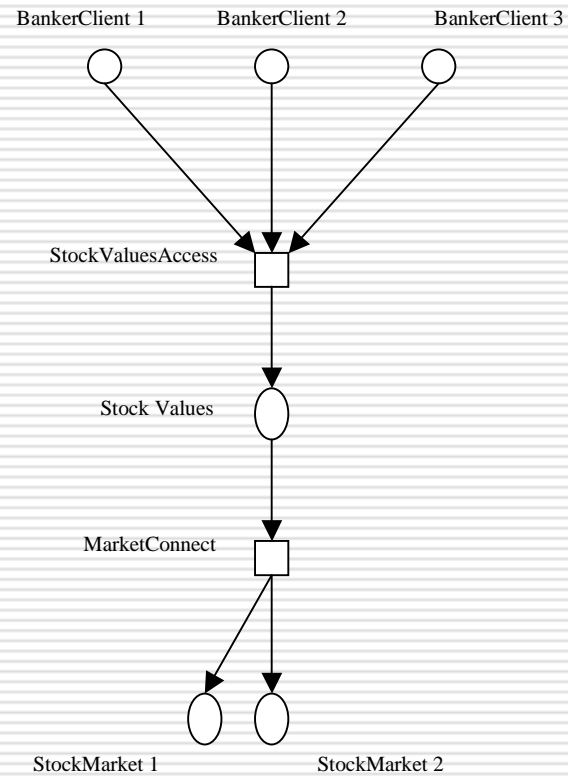 BankerClient 1
BankerClient 2
BankerClient 3
StockValuesAccess
Stock Values
MarketConnect
StockMarket 1
StockMarket 2